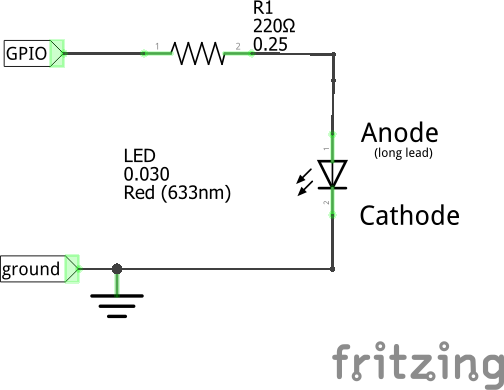 R1
220Ω
0.25
GPIO
1
2
Anode
(long lead)
1
LED
0.030
Red (633nm)
2
Cathode
ground
fritzing